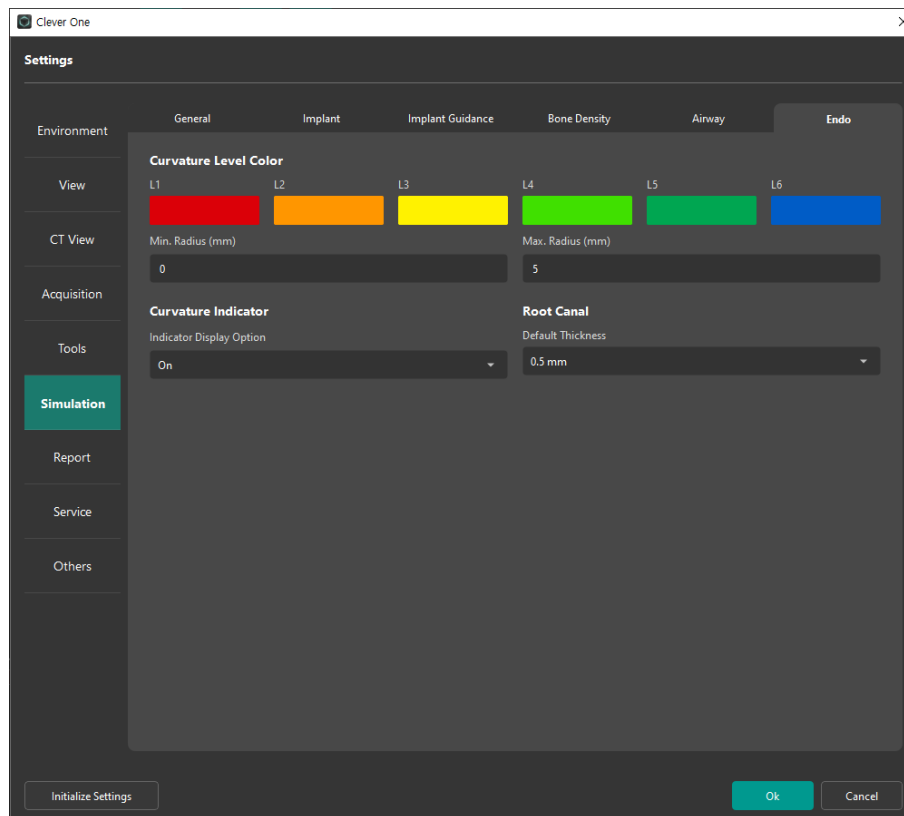 Clever One
Settings
Environment
View
CT View
Acquisition
Tools
Simulation
Report
Service
Others
General Implant Implant Guidance Bone Density Airway Endo
Curvature Level Color
L1 L2 L3 L4 L5 L6
Min. Radius (mm) Max. Radius (mm)
0 5
Curvature Indicator Root Canal
Indicator Display Option Default Thickness
On 0.5 mm
Initialize Settings Ok Cancel